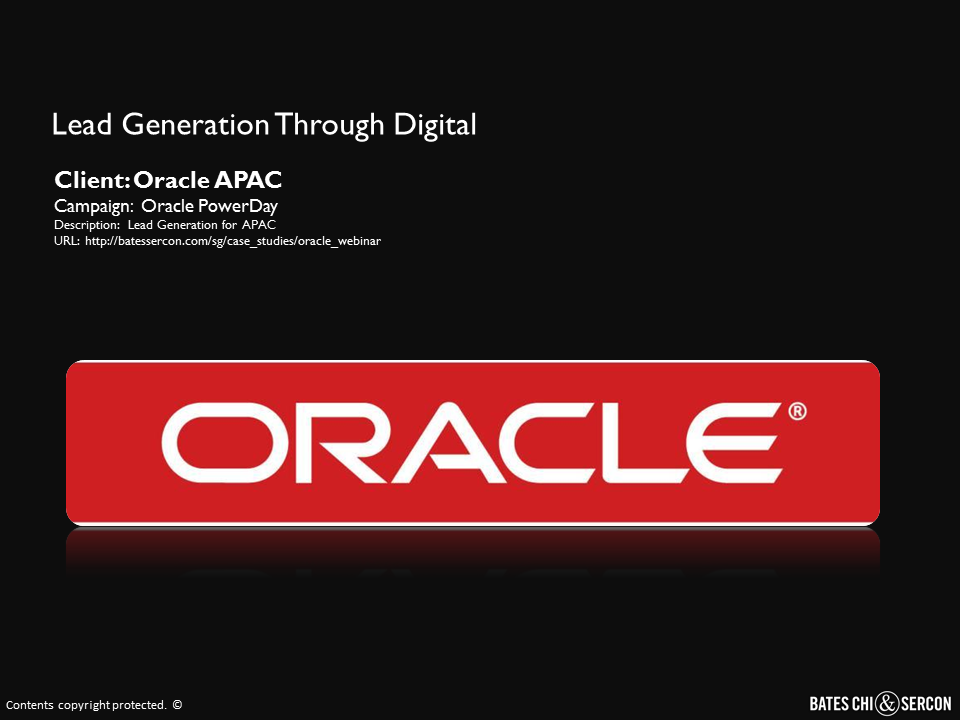 Lead Generation Through Digital
Client: Oracle APAC
Campaign: Oracle PowerDay
Description: Lead Generation for APAC
URL: http://batessercon.com/sg/case_studies/oracle_webinar
ORACLE®
Contents copyright protected. ©
BATES CHI & SERCON